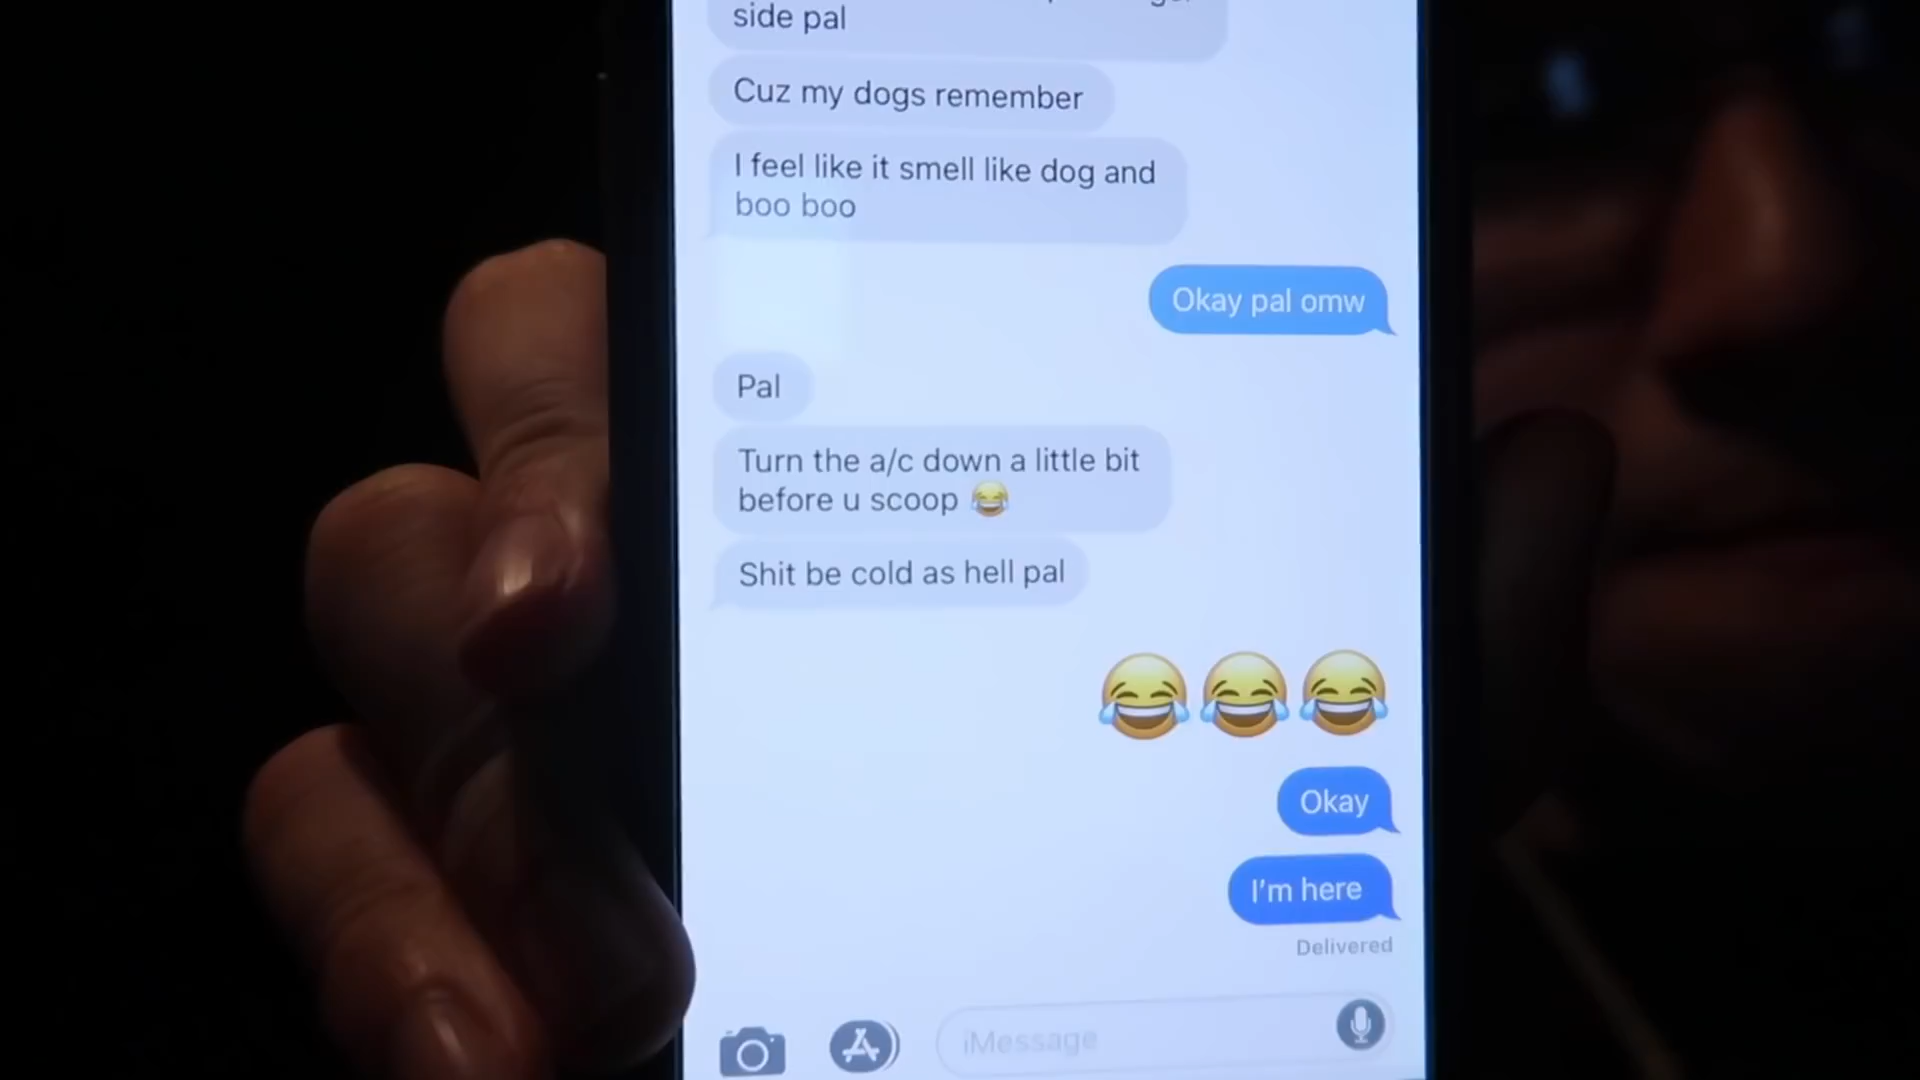 side pal
Cuz my dogs remember
I feel like it smell like dog and
boo boo
Okay pal omw
Pal
Turn the a/c down a little bit
before u scoop 😂
Shit be cold as hell pal
😂😂😂
Okay
I'm here
Delivered
iMessage